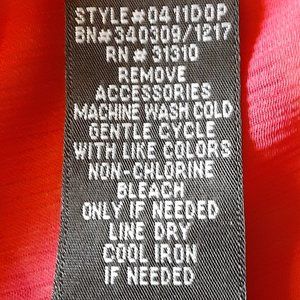 STYLE#0411DOP
BN#340309/1217
RN# 31310
REMOVE
ACCESSORIES
MACHINE WASH COLD
GENTLE CYCLE
WITH LIKE COLORS
NON-CHLORINE
BLEACH
ONLY IF NEEDED
LINE DRY
COOL IRON
IF NEEDED